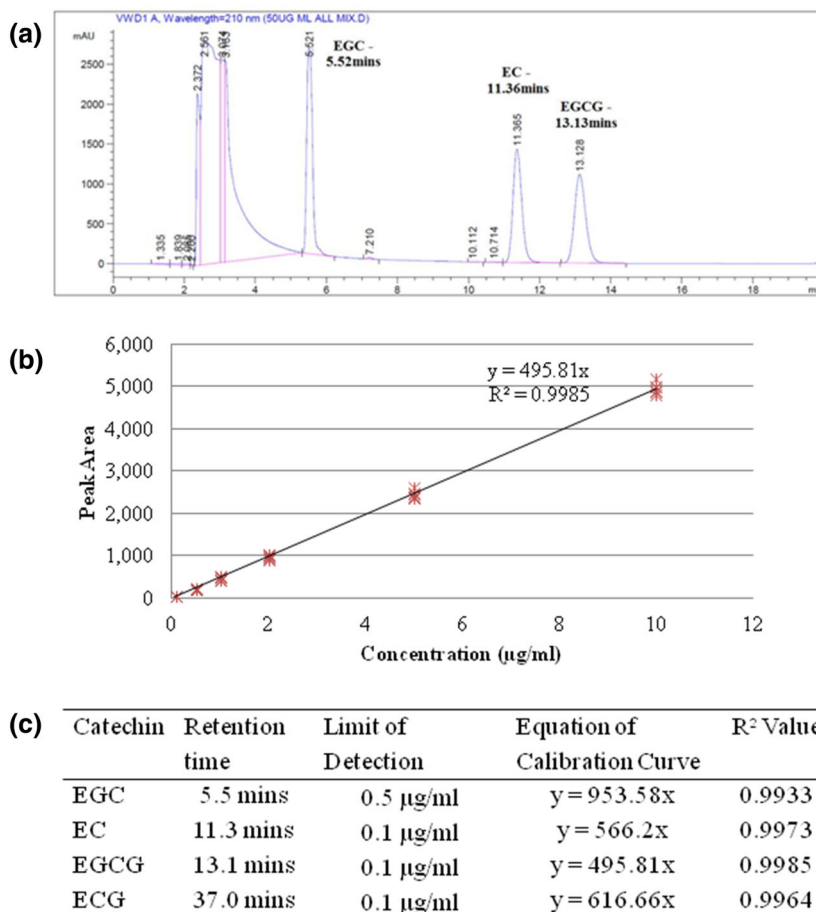 (a)
VWD1 A, Wavelength=210 nm (50UG ML ALL MIX.D)
mAU
2500
2000
1500
1000
500
0
1.335
1.839
2.372
2.561
3.074
3.163
5.521
7.210
10.112
10.714
11.365
13.128
EGC -
5.52mins
EC -
11.36mins
EGCG -
13.13mins
0 2 4 6 8 10 12 14 16 18
(b)
6,000
5,000
4,000
3,000
2,000
1,000
0
Peak Area
y = 495.81x
R² = 0.9985
0 2 4 6 8 10 12
Concentration (µg/ml)
(c)
Catechin Retention Limit of Equation of R² Value
time Detection Calibration Curve
EGC 5.5 mins 0.5 µg/ml y = 953.58x 0.9933
EC 11.3 mins 0.1 µg/ml y = 566.2x 0.9973
EGCG 13.1 mins 0.1 µg/ml y = 495.81x 0.9985
ECG 37.0 mins 0.1 µg/ml y = 616.66x 0.9964